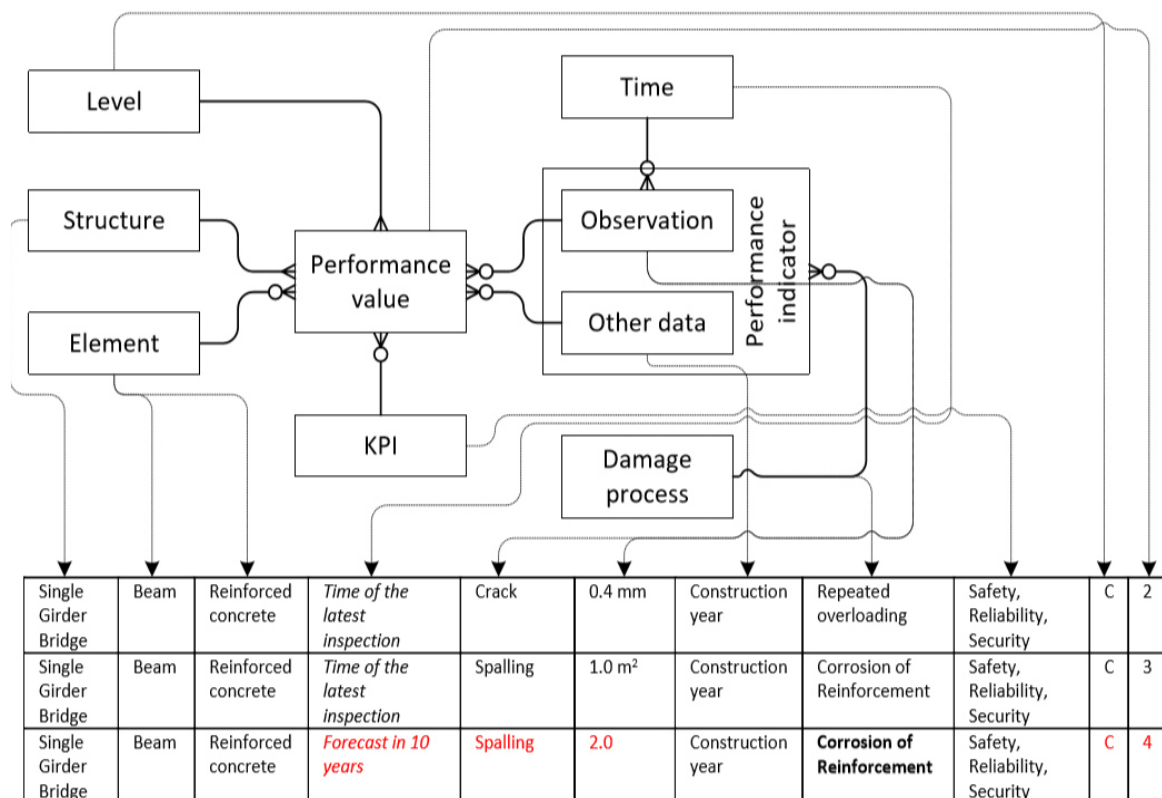 Level
Time
Structure
Observation
Performance
indicator
Performance
value
Element
Other data
KPI
Damage
process
Single
Girder
Bridge
Beam
Reinforced
concrete
Time of the
latest
inspection
Crack
0.4 mm
Construction
year
Repeated
overloading
Safety,
Reliability,
Security
C
2
Single
Girder
Bridge
Beam
Reinforced
concrete
Time of the
latest
inspection
Spalling
1.0 m²
Construction
year
Corrosion of
Reinforcement
Safety,
Reliability,
Security
C
3
Single
Girder
Bridge
Beam
Reinforced
concrete
Forecast in 10
years
Spalling
2.0
Construction
year
Corrosion of
Reinforcement
Safety,
Reliability,
Security
C
4